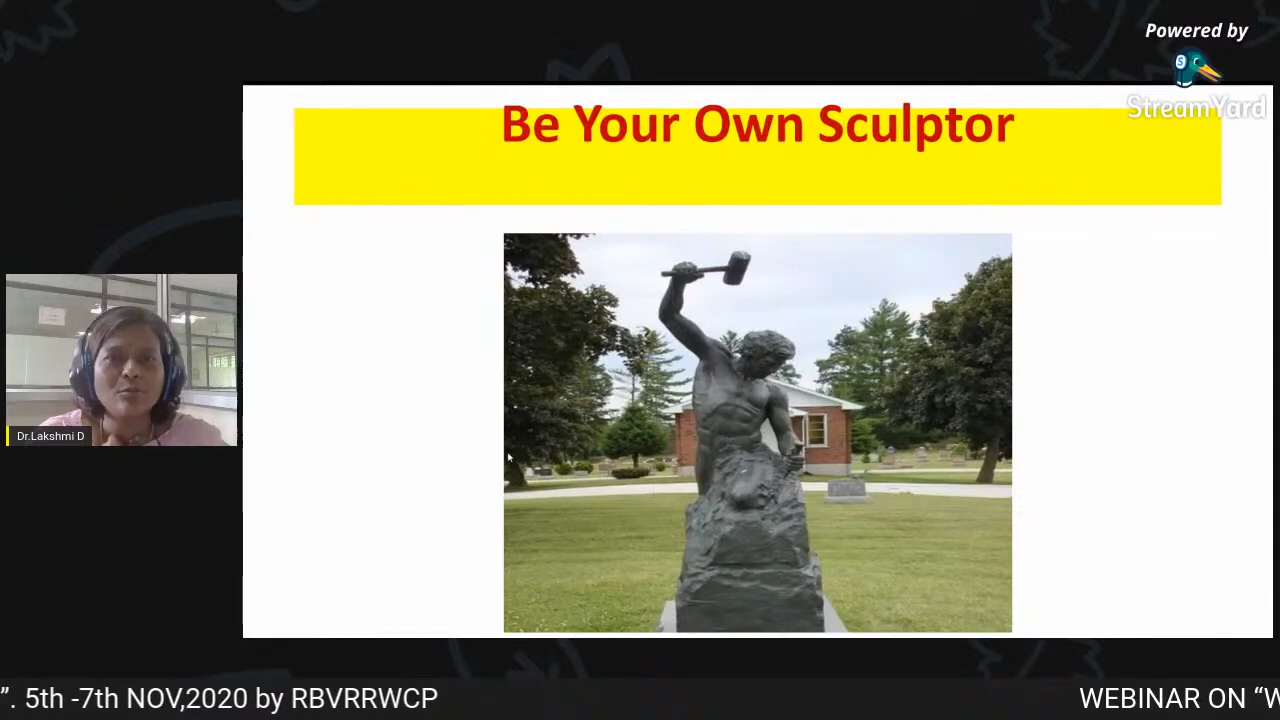 Powered by
StreamYard
Be Your Own Sculptor
Dr.Lakshmi D
”. 5th -7th NOV,2020 by RBVRRWCP
WEBINAR ON “W